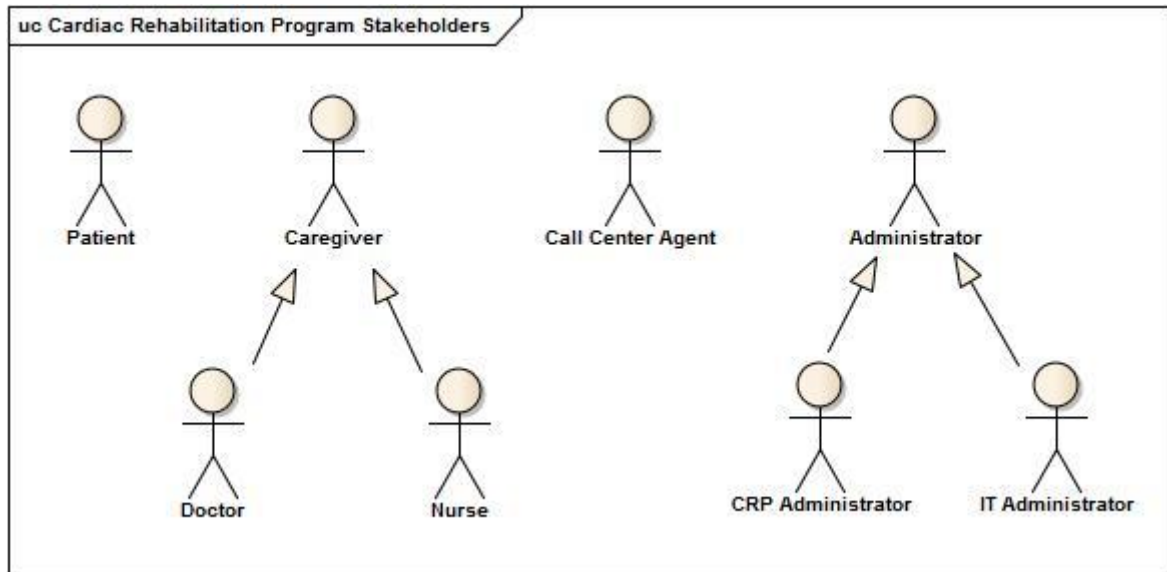 uc Cardiac Rehabilitation Program Stakeholders
Patient
Caregiver
Call Center Agent
Administrator
Doctor
Nurse
CRP Administrator
IT Administrator